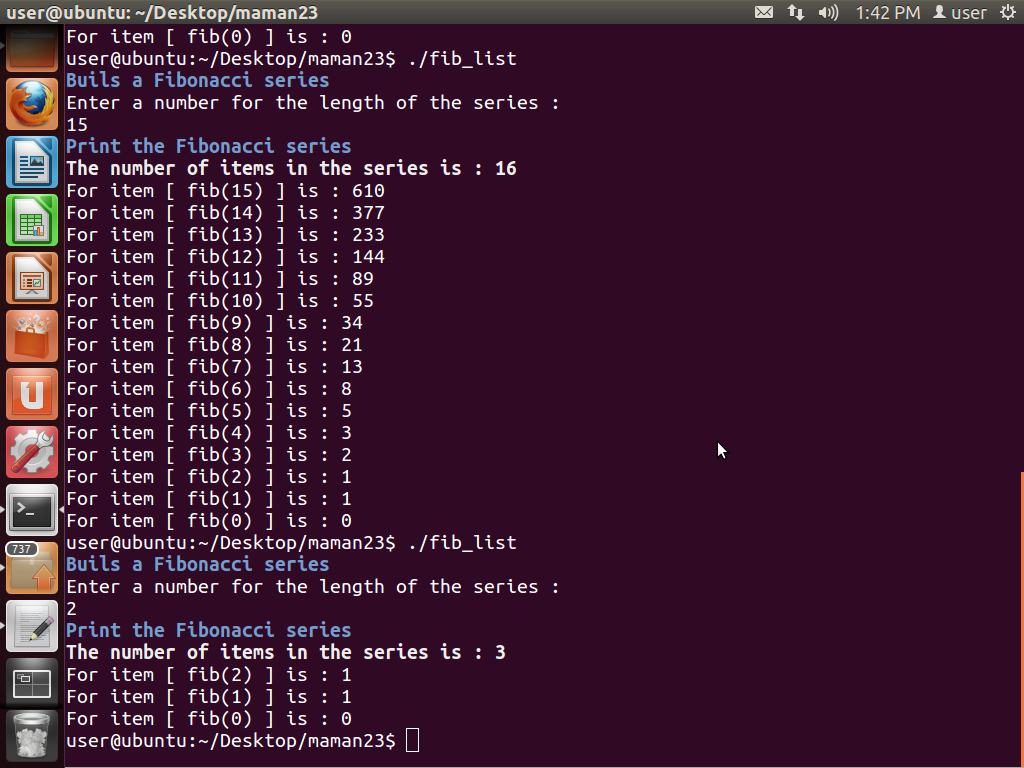 user@ubuntu: ~/Desktop/maman23
1:42 PM user
For item [ fib(0) ] is : 0
user@ubuntu:~/Desktop/maman23$ ./fib_list
Buils a Fibonacci series
Enter a number for the length of the series :
15
Print the Fibonacci series
The number of items in the series is : 16
For item [ fib(15) ] is : 610
For item [ fib(14) ] is : 377
For item [ fib(13) ] is : 233
For item [ fib(12) ] is : 144
For item [ fib(11) ] is : 89
For item [ fib(10) ] is : 55
For item [ fib(9) ] is : 34
For item [ fib(8) ] is : 21
For item [ fib(7) ] is : 13
For item [ fib(6) ] is : 8
For item [ fib(5) ] is : 5
For item [ fib(4) ] is : 3
For item [ fib(3) ] is : 2
For item [ fib(2) ] is : 1
For item [ fib(1) ] is : 1
For item [ fib(0) ] is : 0
user@ubuntu:~/Desktop/maman23$ ./fib_list
Buils a Fibonacci series
Enter a number for the length of the series :
2
Print the Fibonacci series
The number of items in the series is : 3
For item [ fib(2) ] is : 1
For item [ fib(1) ] is : 1
For item [ fib(0) ] is : 0
user@ubuntu:~/Desktop/maman23$
737